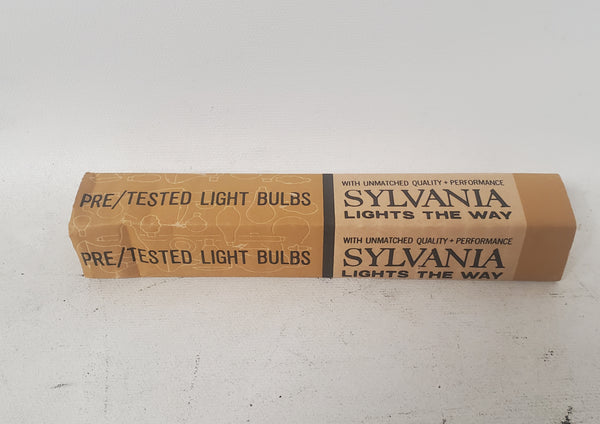 PRE/TESTED LIGHT BULBS
WITH UNMATCHED QUALITY + PERFORMANCE
SYLVANIA
LIGHTS THE WAY
PRE/TESTED LIGHT BULBS
WITH UNMATCHED QUALITY + PERFORMANCE
SYLVANIA
LIGHTS THE WAY